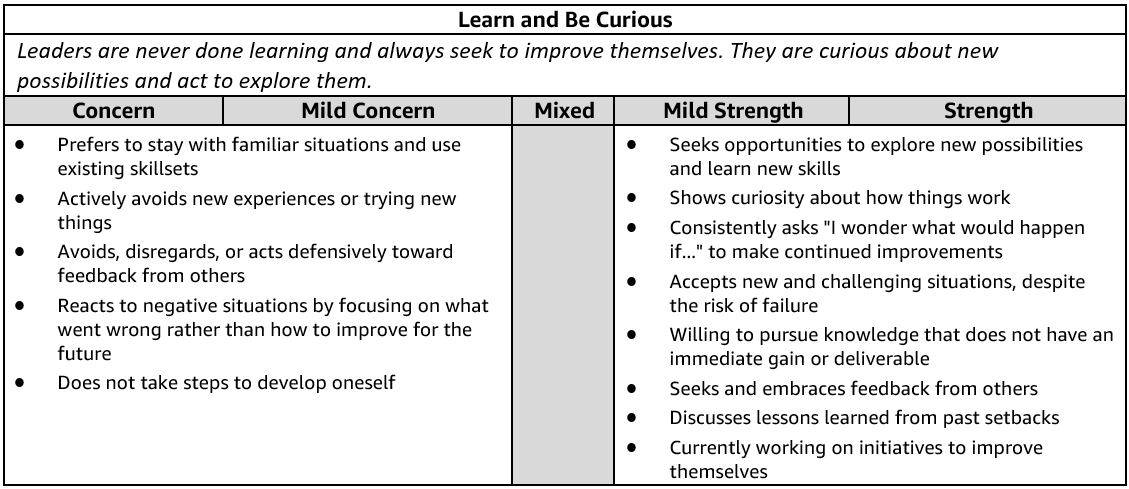 Learn and Be Curious
Leaders are never done learning and always seek to improve themselves. They are curious about new
possibilities and act to explore them.
Concern
Mild Concern
Mixed
Mild Strength
Strength
● Prefers to stay with familiar situations and use
existing skillsets
● Actively avoids new experiences or trying new
things
● Avoids, disregards, or acts defensively toward
feedback from others
● Reacts to negative situations by focusing on what
went wrong rather than how to improve for the
future
● Does not take steps to develop oneself
● Seeks opportunities to explore new possibilities
and learn new skills
● Shows curiosity about how things work
● Consistently asks "I wonder what would happen
if..." to make continued improvements
● Accepts new and challenging situations, despite
the risk of failure
● Willing to pursue knowledge that does not have an
immediate gain or deliverable
● Seeks and embraces feedback from others
● Discusses lessons learned from past setbacks
● Currently working on initiatives to improve
themselves